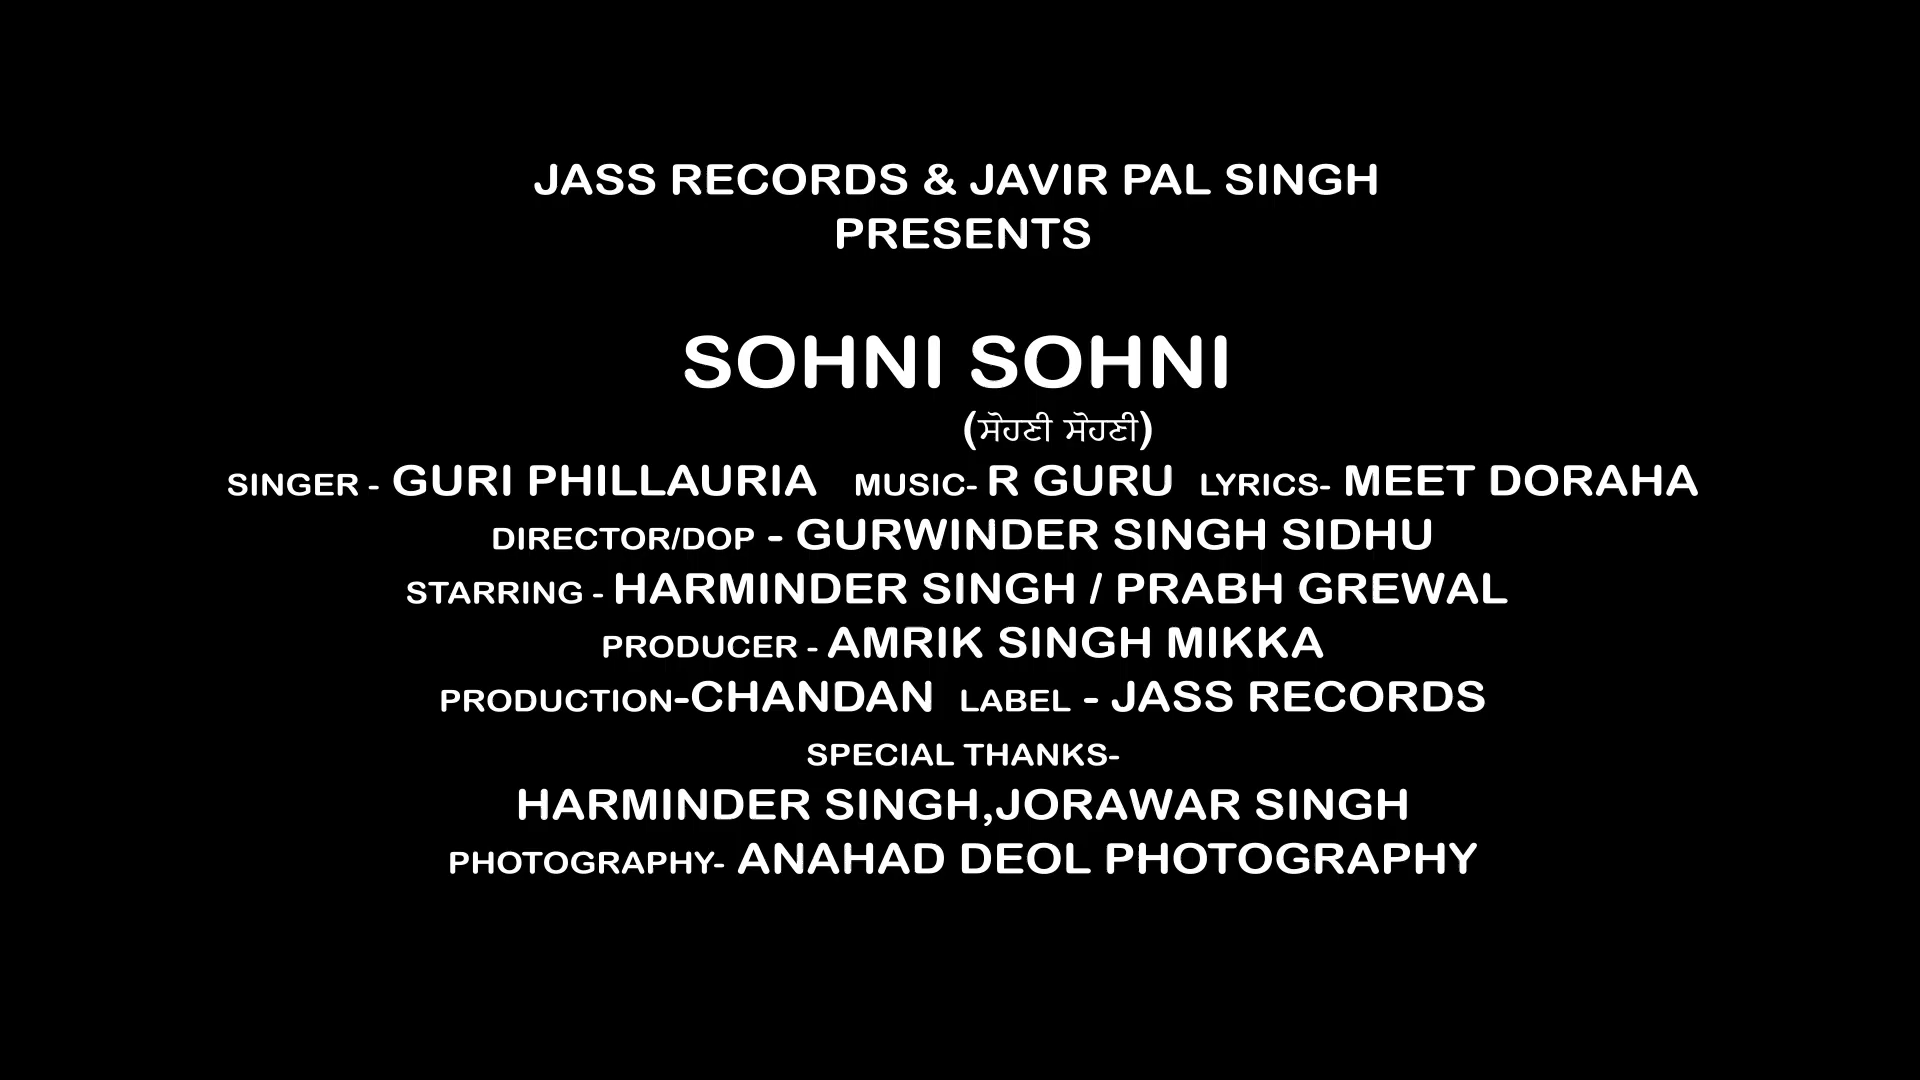 JASS RECORDS & JAVIR PAL SINGH
PRESENTS
SOHNI SOHNI
(ਸੋਹਣੀ ਸੋਹਣੀ)
SINGER - GURI PHILLAURIA MUSIC- R GURU LYRICS- MEET DORAHA
DIRECTOR/DOP - GURWINDER SINGH SIDHU
STARRING - HARMINDER SINGH / PRABH GREWAL
PRODUCER - AMRIK SINGH MIKKA
PRODUCTION-CHANDAN LABEL - JASS RECORDS
SPECIAL THANKS-
HARMINDER SINGH,JORAWAR SINGH
PHOTOGRAPHY- ANAHAD DEOL PHOTOGRAPHY